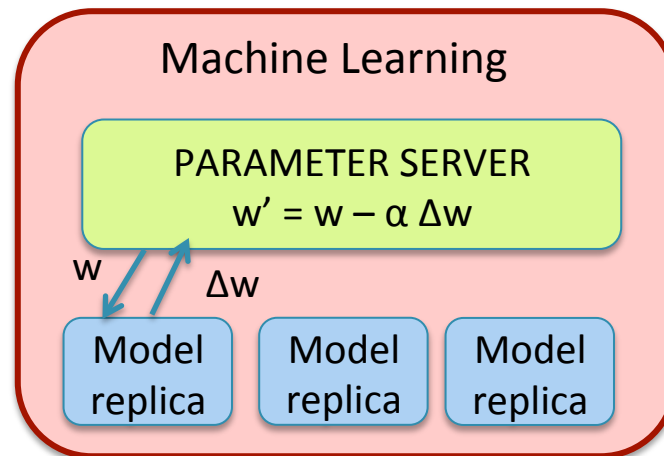 Machine Learning
PARAMETER SERVER
w’ = w – α Δw
w
Δw
Model
replica
Model
replica
Model
replica